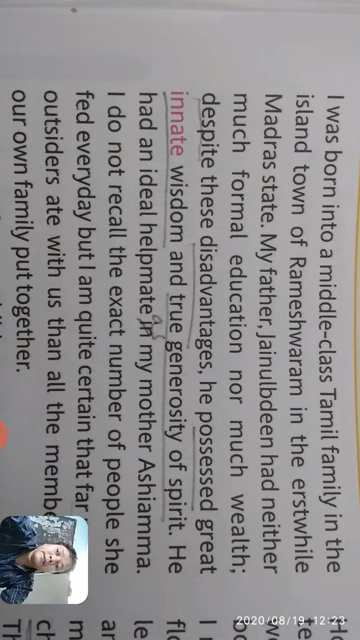 I was born into a middle-class Tamil family in the
island town of Rameshwaram in the erstwhile
Madras state. My father, Jainulbdeen had neither
much formal education nor much wealth;
despite these disadvantages, he possessed great
innate wisdom and true generosity of spirit. He
had an ideal helpmate in my mother Ashiamma.
I do not recall the exact number of people she
fed everyday but I am quite certain that far
outsiders ate with us than all the memb
our own family put together.
2020/08/19 12:23